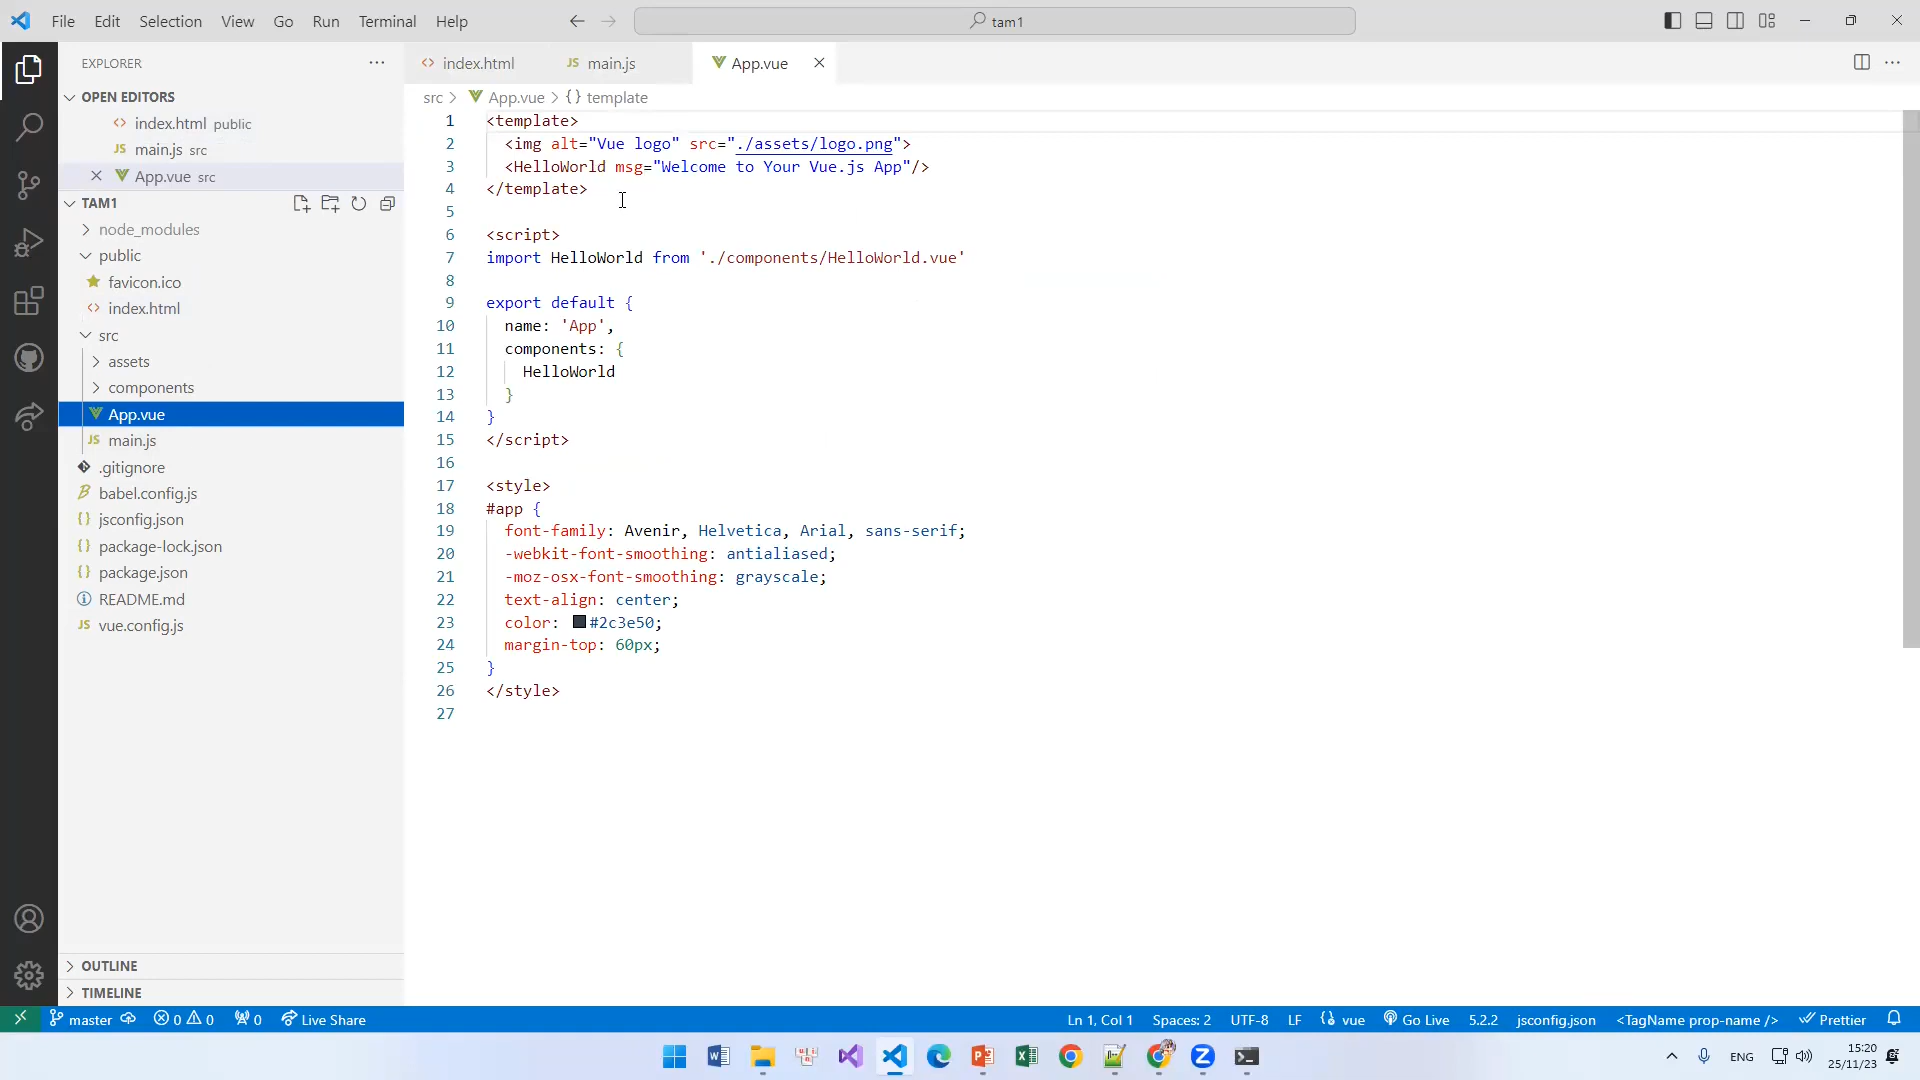 File Edit Selection View Go Run Terminal Help
tam1
EXPLORER
OPEN EDITORS
index.html public
main.js src
App.vue src
TAM1
node_modules
public
favicon.ico
index.html
src
assets
components
App.vue
JS main.js
.gitignore
babel.config.js
jsconfig.json
package-lock.json
package.json
README.md
JS vue.config.js
OUTLINE
TIMELINE
index.html JS main.js App.vue
src > App.vue > {} template
1 <template>
2 <img alt="Vue logo" src="./assets/logo.png">
3 <HelloWorld msg="Welcome to Your Vue.js App"/>
4 </template>
5
6 <script>
7 import HelloWorld from './components/HelloWorld.vue'
8
9 export default {
10 name: 'App',
11 components: {
12 HelloWorld
13 }
14 }
15 </script>
16
17 <style>
18 #app {
19 font-family: Avenir, Helvetica, Arial, sans-serif;
20 -webkit-font-smoothing: antialiased;
21 -moz-osx-font-smoothing: grayscale;
22 text-align: center;
23 color: #2c3e50;
24 margin-top: 60px;
25 }
26 </style>
27
master 0 0 0 Live Share Ln 1, Col 1 Spaces: 2 UTF-8 LF vue Go Live 5.2.2 jsconfig.json <TagName prop-name /> Prettier
ENG 15:20
25/11/23